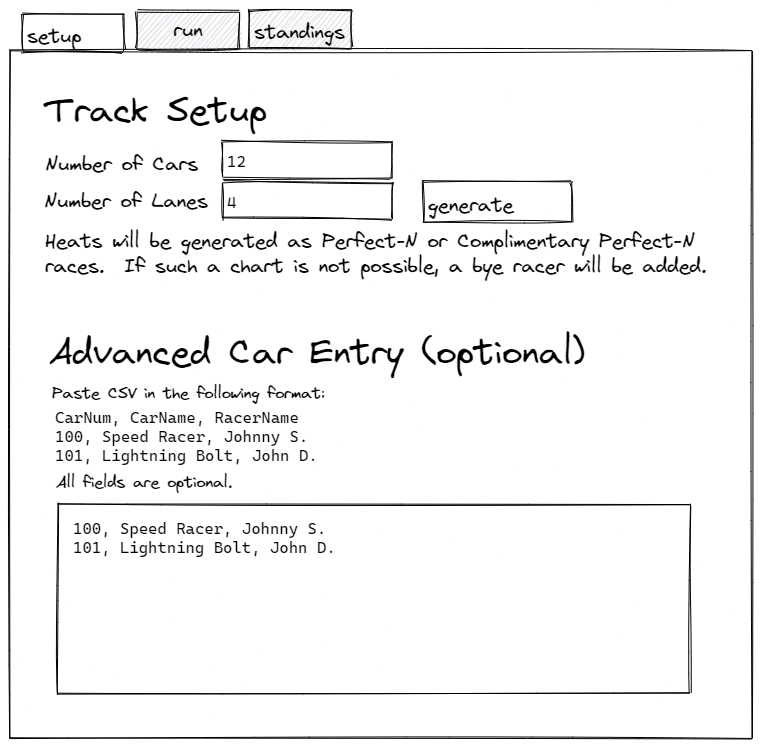 setup
run
standings
Track Setup
Number of Cars 12
Number of Lanes 4
generate
Heats will be generated as Perfect-N or Complimentary Perfect-N
races. If such a chart is not possible, a bye racer will be added.
Advanced Car Entry (optional)
Paste CSV in the following format:
CarNum, CarName, RacerName
100, Speed Racer, Johnny S.
101, Lightning Bolt, John D.
All fields are optional.
100, Speed Racer, Johnny S.
101, Lightning Bolt, John D.